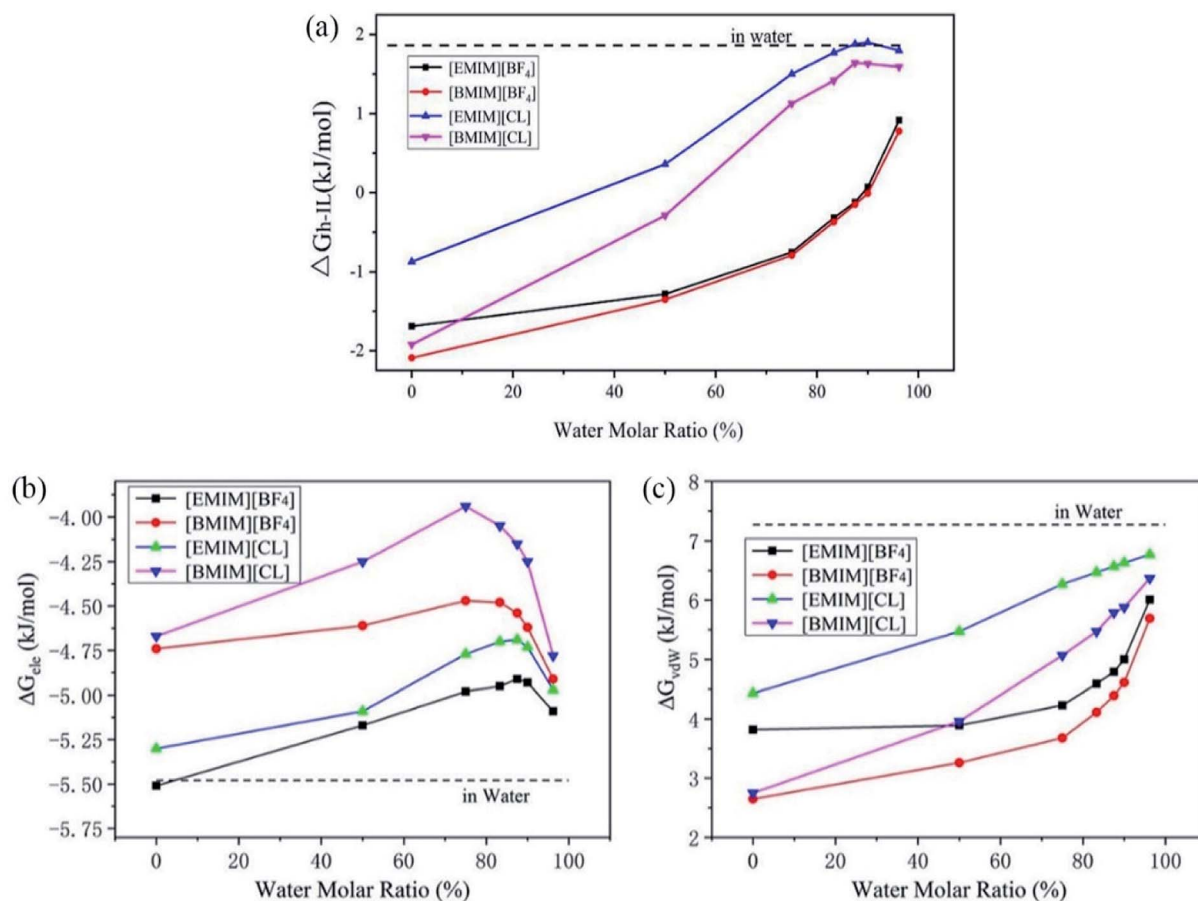 (a)
in water
[EMIM][BF₄]
[BMIM][BF₄]
[EMIM][CL]
[BMIM][CL]
△Gh-IL(kJ/mol)
2
1
0
-1
-2
0 20 40 60 80 100
Water Molar Ratio (%)
(b)
[EMIM][BF₄]
[BMIM][BF₄]
[EMIM][CL]
[BMIM][CL]
ΔG_ele (kJ/mol)
-4.00
-4.25
-4.50
-4.75
-5.00
-5.25
-5.50
-5.75
in Water
0 20 40 60 80 100
Water Molar Ratio (%)
(c)
in Water
[EMIM][BF₄]
[BMIM][BF₄]
[EMIM][CL]
[BMIM][CL]
ΔG_vdW (kJ/mol)
8
7
6
5
4
3
2
0 20 40 60 80 100
Water Molar Ratio (%)